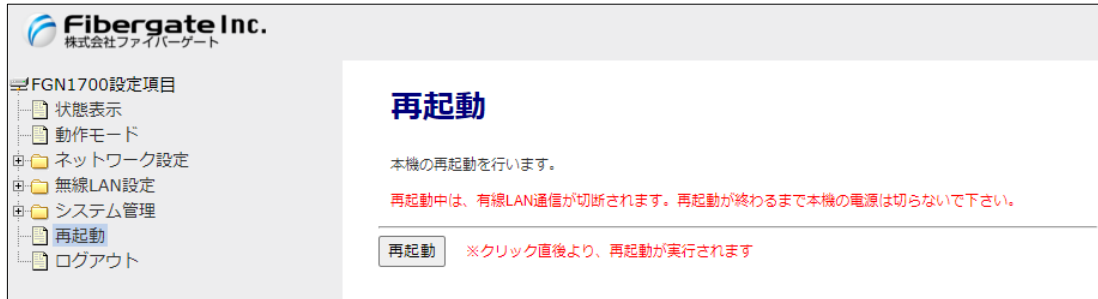 Fibergate Inc.
株式会社ファイバーゲート
FGN1700設定項目
状態表示
動作モード
ネットワーク設定
無線LAN設定
システム管理
再起動
ログアウト
再起動
本機の再起動を行います。
再起動中は、有線LAN通信が切断されます。再起動が終わるまで本機の電源は切らないで下さい。
再起動 ※クリック直後より、再起動が実行されます